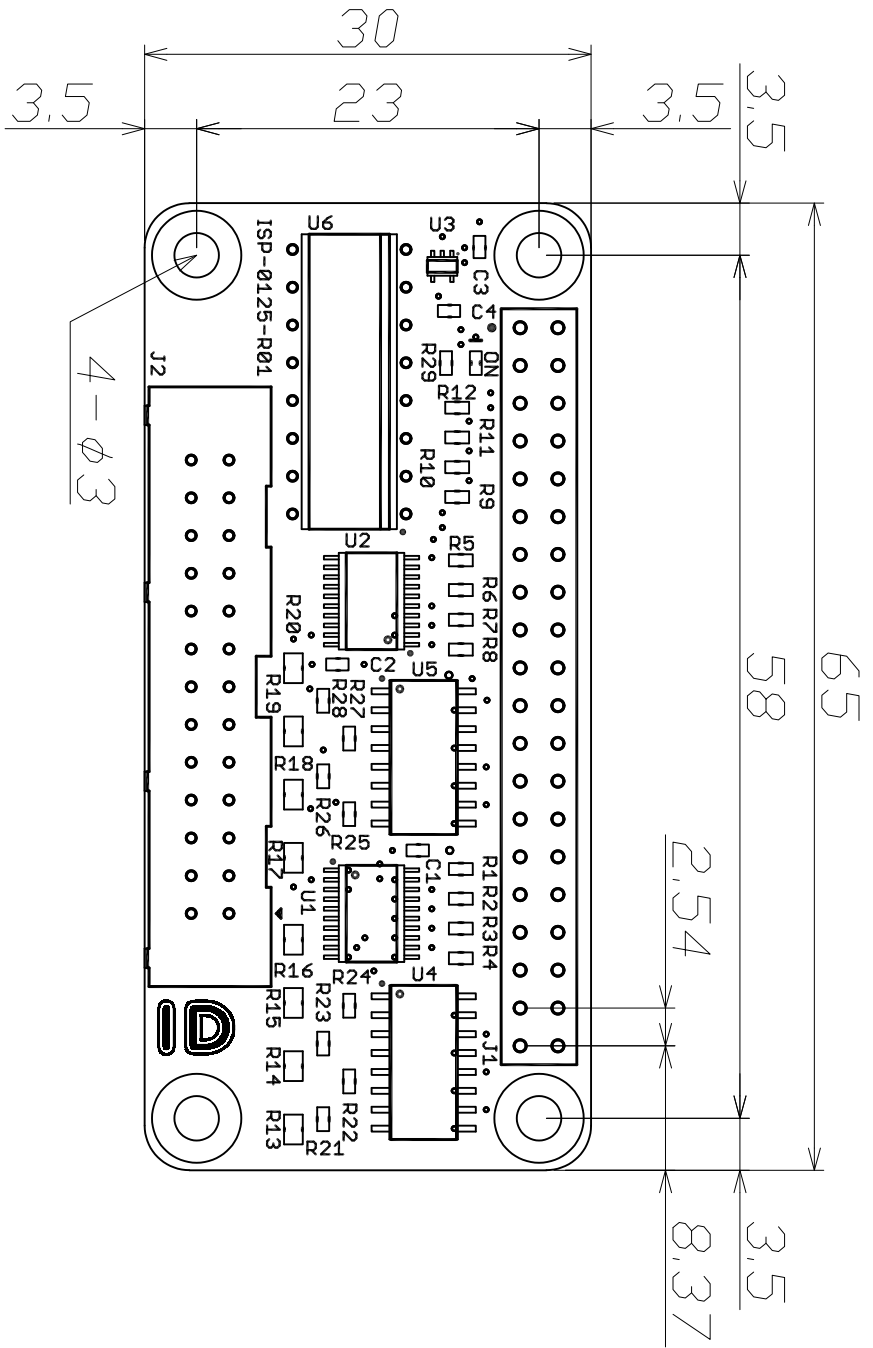 30
3.5
23
3.5
3.5
65
58
2.54
8.37
3.5
4-φ3
ISP-0125-R01
U6
U3
C3
C4
ON
R29
R12
R11
R10
R9
J2
U2
R5
R6
R7
R8
R20
C2
U5
R19
R28
R27
R18
R26
R25
R17
C1
U1
R1
R2
R3
R4
R16
R24
U4
R15
R23
J1
R14
R13
R22
R21
ID